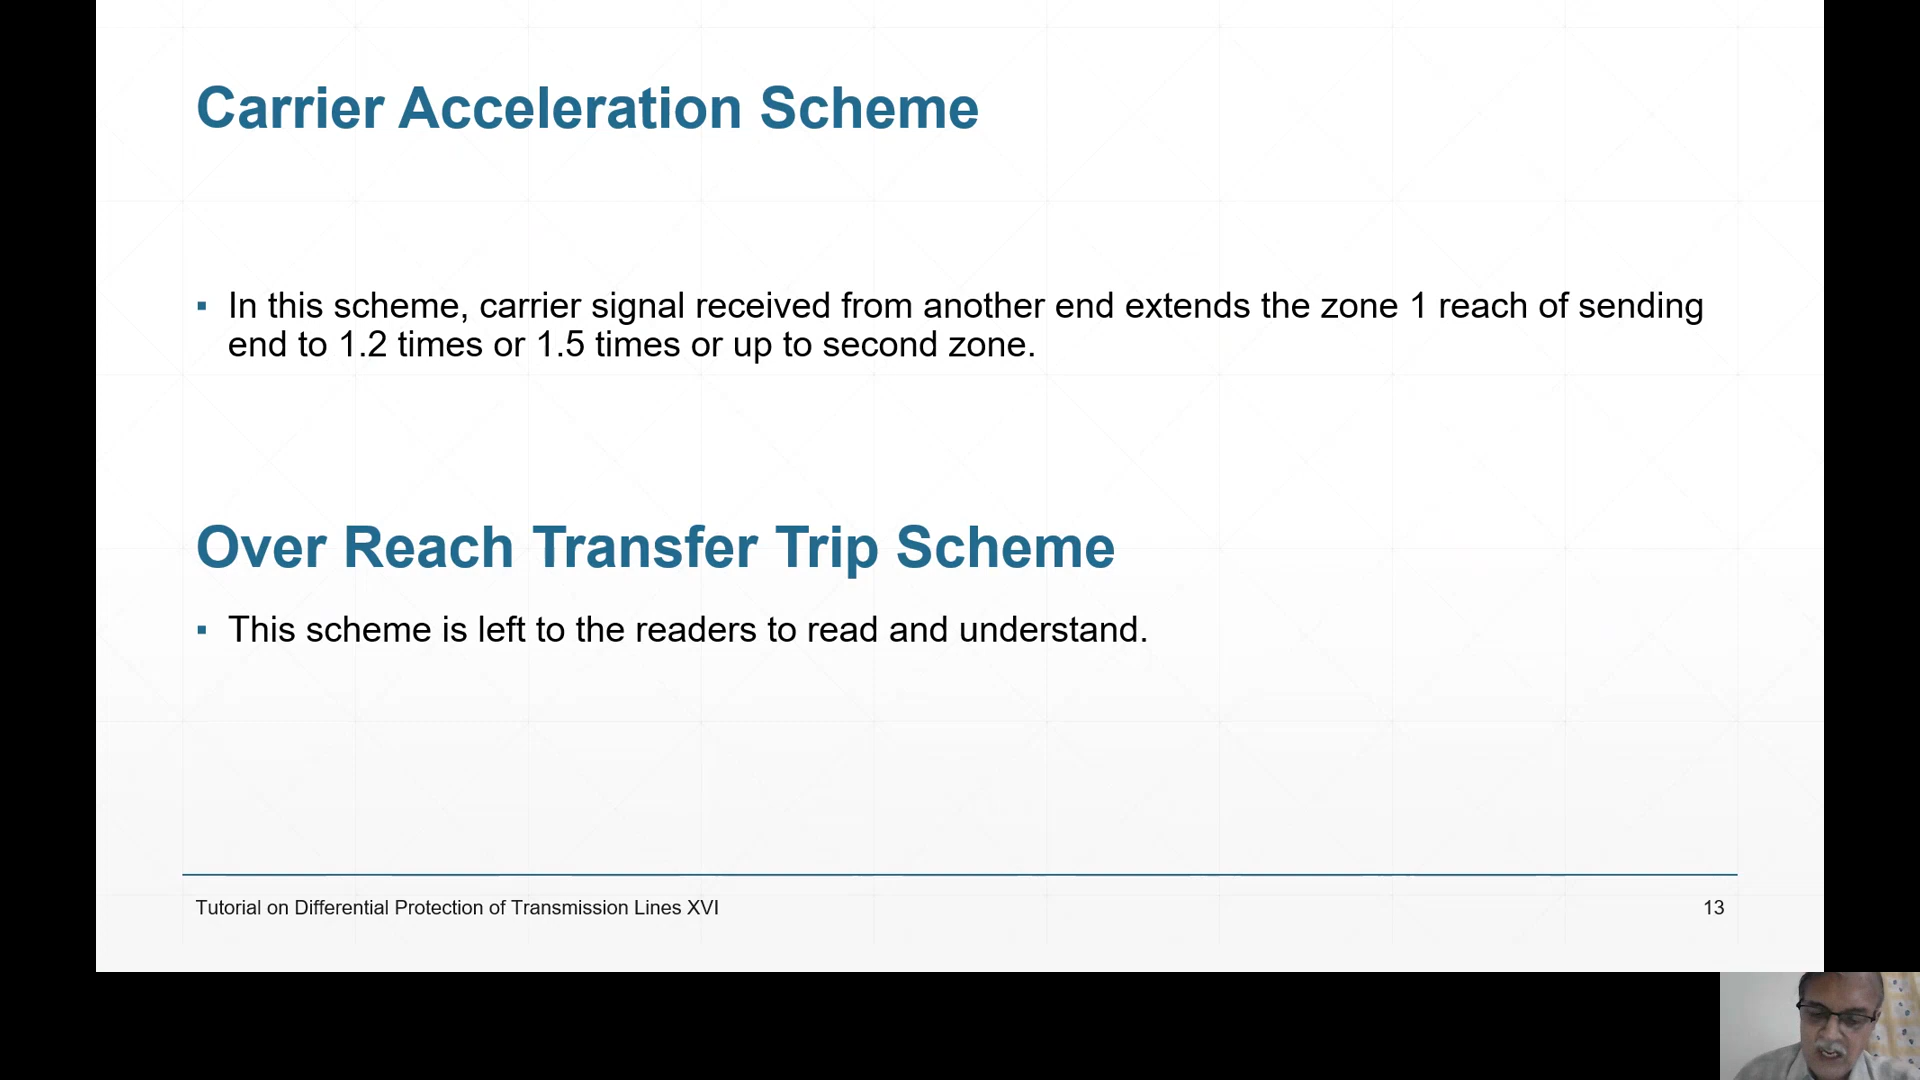 Carrier Acceleration Scheme
▪ In this scheme, carrier signal received from another end extends the zone 1 reach of sending
end to 1.2 times or 1.5 times or up to second zone.
Over Reach Transfer Trip Scheme
▪ This scheme is left to the readers to read and understand.
Tutorial on Differential Protection of Transmission Lines XVI
13